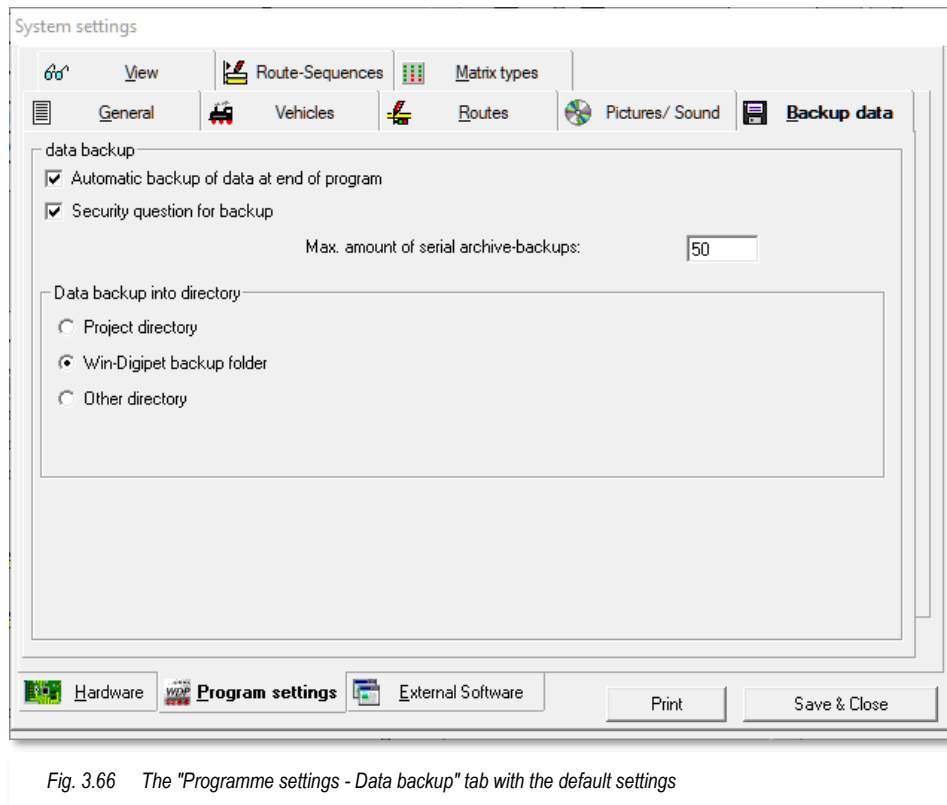 System settings
View Route-Sequences Matrix types
General Vehicles Routes Pictures/ Sound Backup data
data backup
Automatic backup of data at end of program
Security question for backup
Max. amount of serial archive-backups: 50
Data backup into directory
Project directory
Win-Digipet backup folder
Other directory
Hardware WDP Program settings External Software Print Save & Close
Fig. 3.66 The "Programme settings - Data backup" tab with the default settings